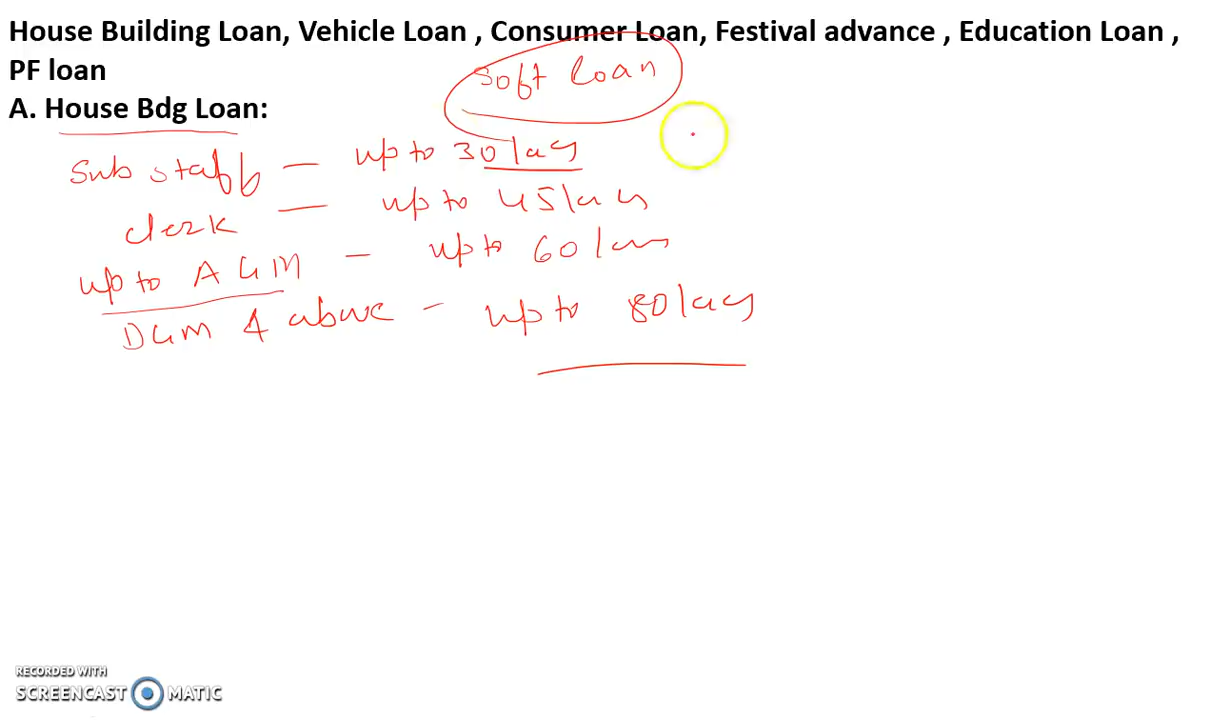 House Building Loan, Vehicle Loan , Consumer Loan, Festival advance , Education Loan ,
PF loan
soft loan
A. House Bdg Loan:
Sub staff — up to 30 lacs
clerk — up to 45 lacs
up to AGM — up to 60 lacs
DGM & above — up to 80 lacs
RECORDED WITH
SCREENCAST MATIC